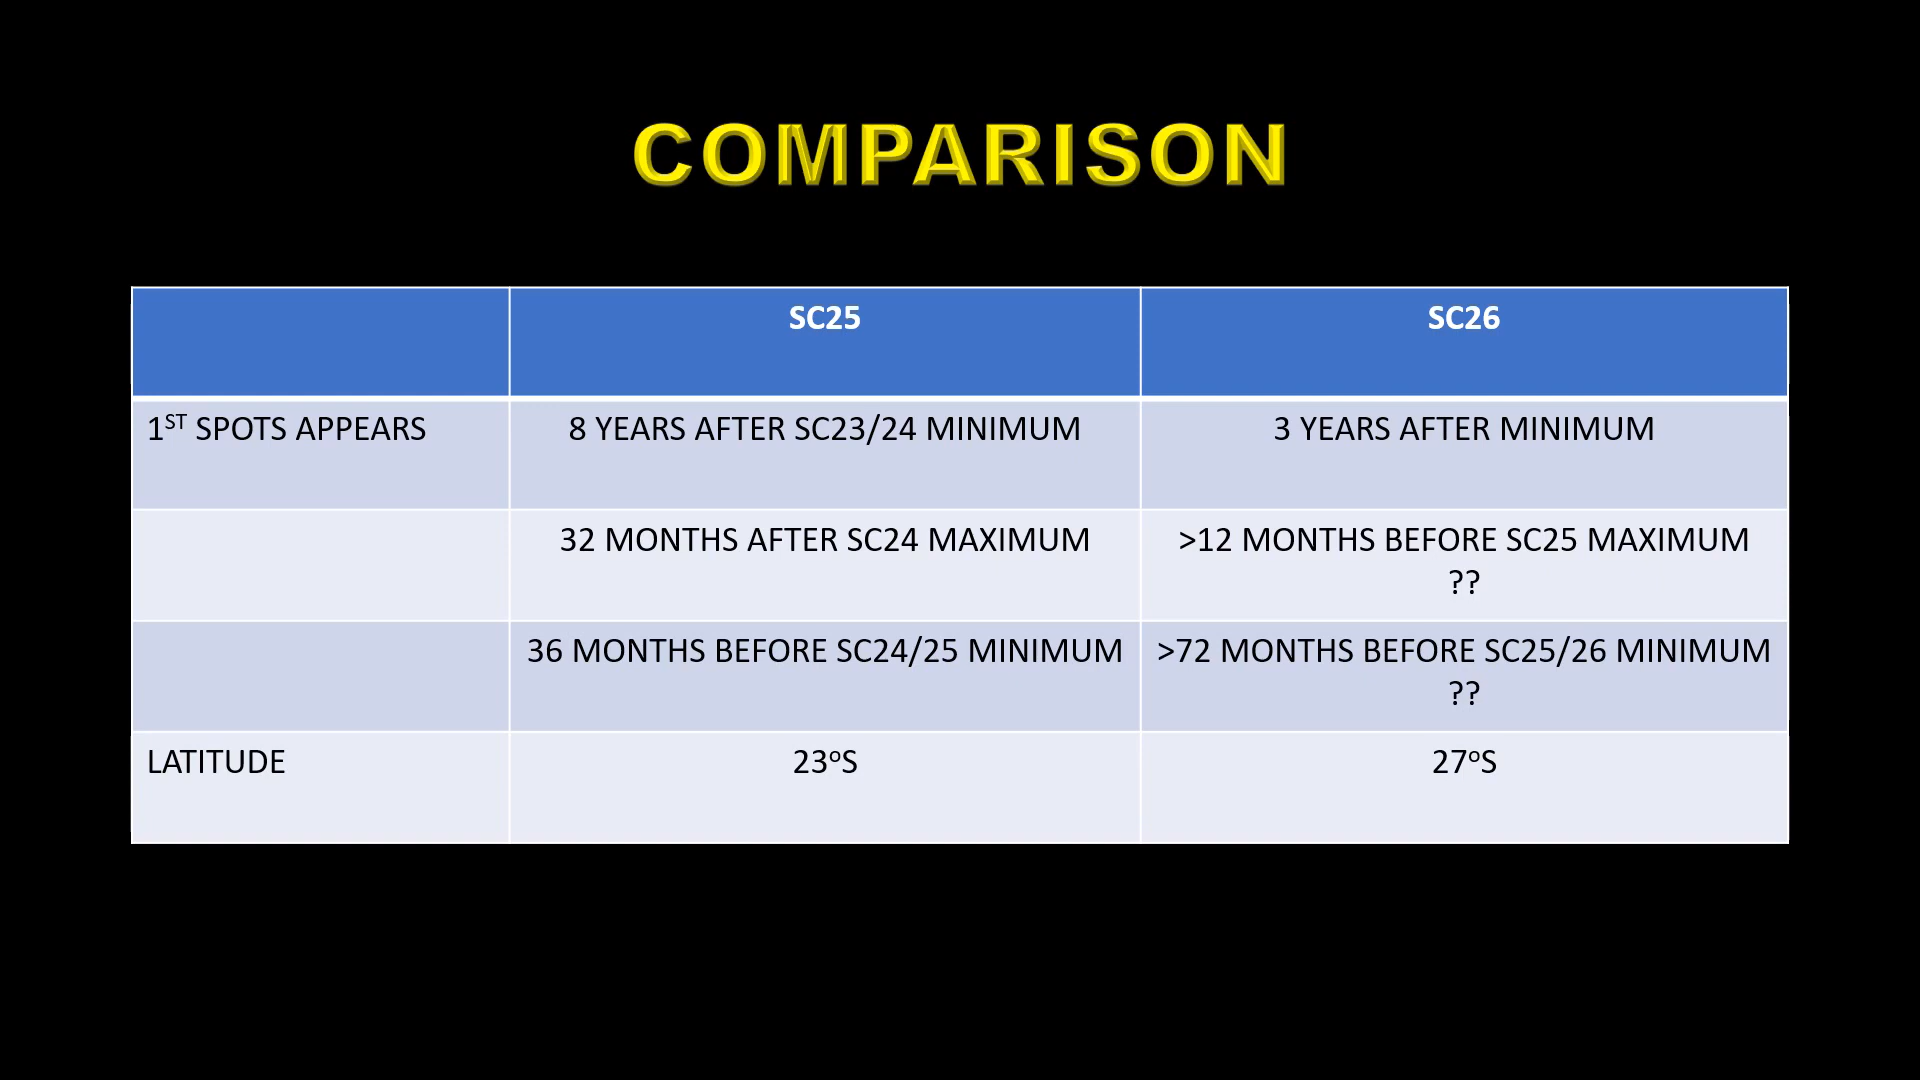 COMPARISON
SC25 SC26
1ST SPOTS APPEARS 8 YEARS AFTER SC23/24 MINIMUM 3 YEARS AFTER MINIMUM
32 MONTHS AFTER SC24 MAXIMUM >12 MONTHS BEFORE SC25 MAXIMUM
??
36 MONTHS BEFORE SC24/25 MINIMUM >72 MONTHS BEFORE SC25/26 MINIMUM
??
LATITUDE 23ºS 27ºS